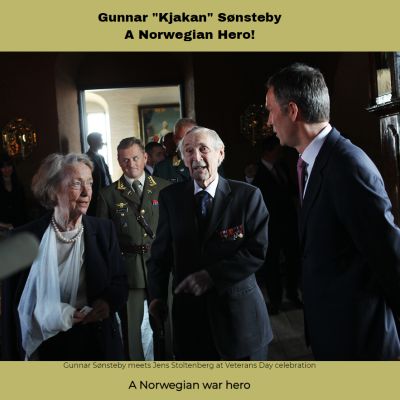 Gunnar "Kjakan" Sønsteby
A Norwegian Hero!
Gunnar Sønsteby meets Jens Stoltenberg at Veterans Day celebration
A Norwegian war hero